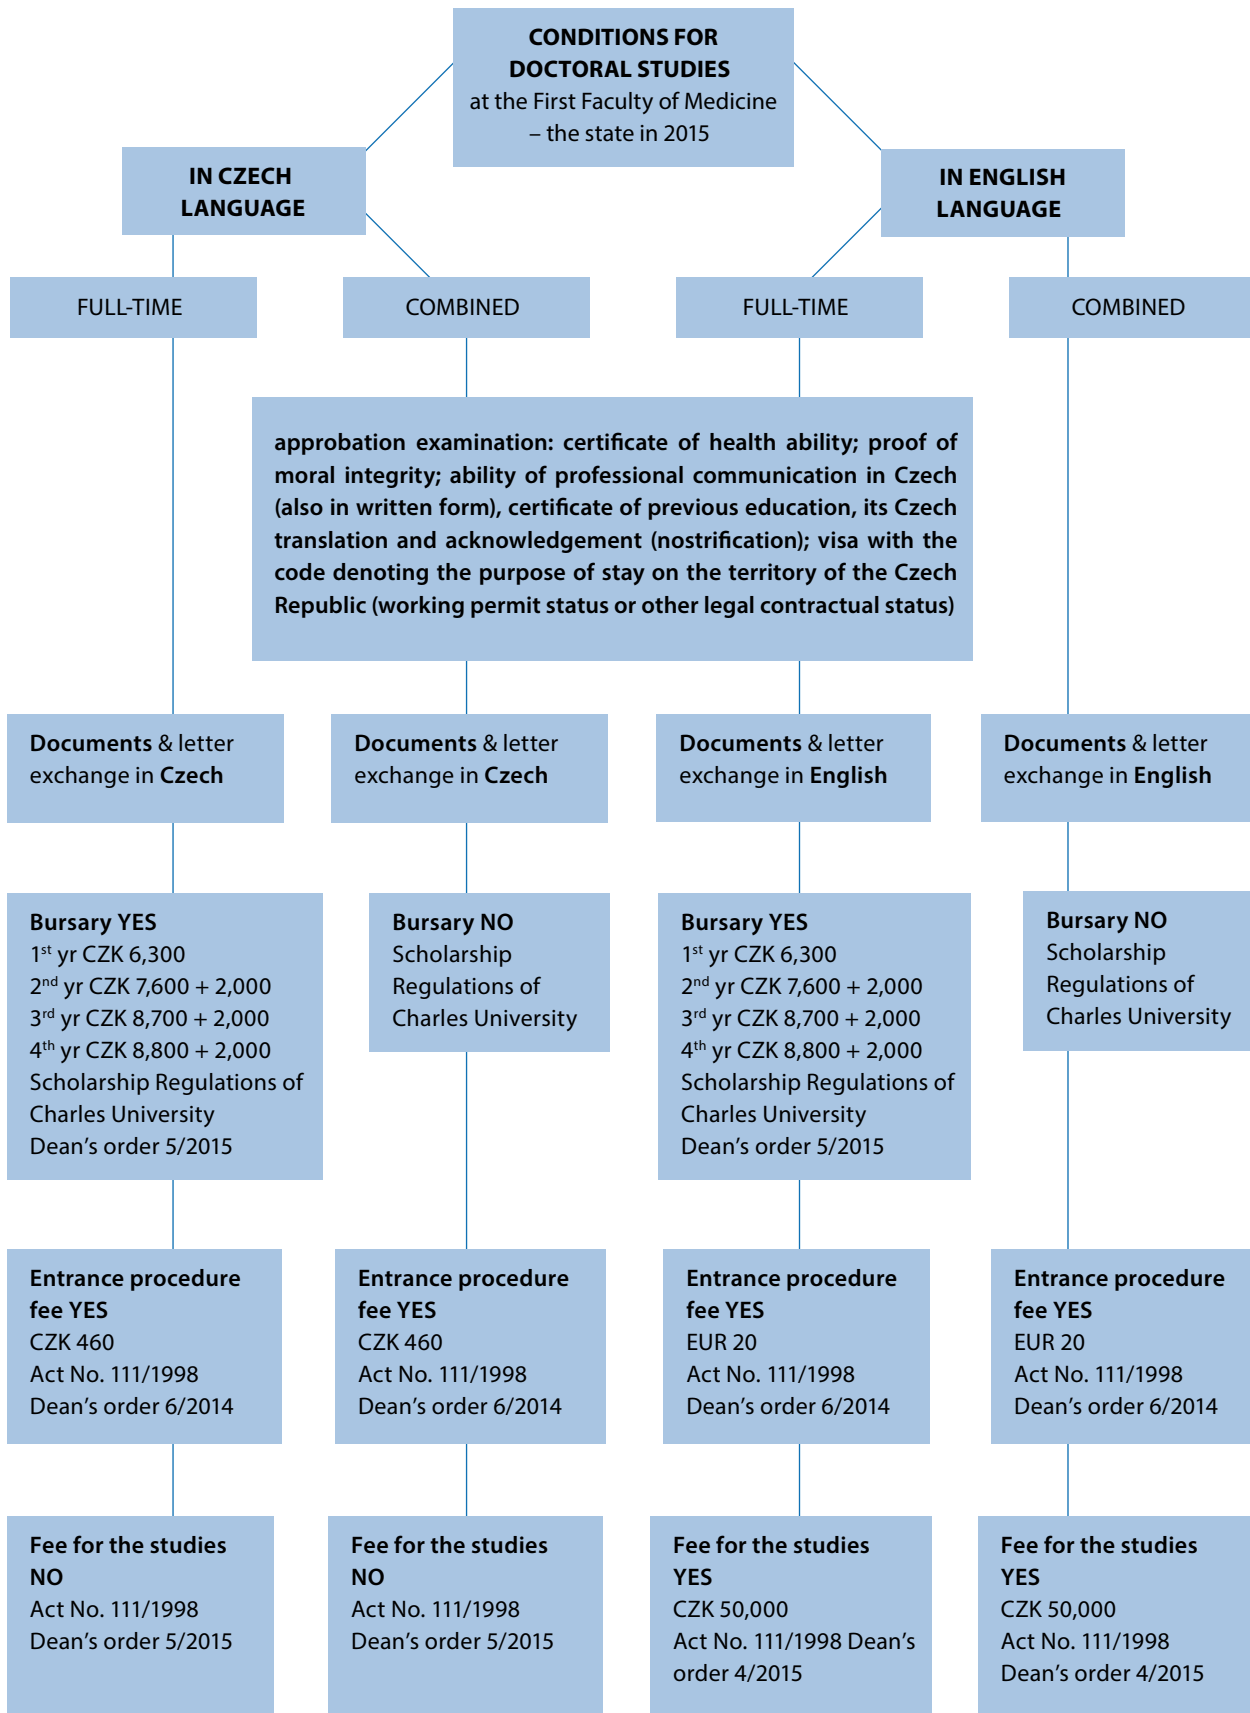 CONDITIONS FOR
DOCTORAL STUDIES
at the First Faculty of Medicine
– the state in 2015
IN CZECH
LANGUAGE
IN ENGLISH
LANGUAGE
FULL-TIME
COMBINED
FULL-TIME
COMBINED
approbation examination: certificate of health ability; proof of
moral integrity; ability of professional communication in Czech
(also in written form), certificate of previous education, its Czech
translation and acknowledgement (nostrification); visa with the
code denoting the purpose of stay on the territory of the Czech
Republic (working permit status or other legal contractual status)
Documents & letter
exchange in Czech
Documents & letter
exchange in Czech
Documents & letter
exchange in English
Documents & letter
exchange in English
Bursary YES
1st yr CZK 6,300
2nd yr CZK 7,600 + 2,000
3rd yr CZK 8,700 + 2,000
4th yr CZK 8,800 + 2,000
Scholarship Regulations of
Charles University
Dean’s order 5/2015
Bursary NO
Scholarship
Regulations of
Charles University
Bursary YES
1st yr CZK 6,300
2nd yr CZK 7,600 + 2,000
3rd yr CZK 8,700 + 2,000
4th yr CZK 8,800 + 2,000
Scholarship Regulations of
Charles University
Dean’s order 5/2015
Bursary NO
Scholarship
Regulations of
Charles University
Entrance procedure
fee YES
CZK 460
Act No. 111/1998
Dean’s order 6/2014
Entrance procedure
fee YES
CZK 460
Act No. 111/1998
Dean’s order 6/2014
Entrance procedure
fee YES
EUR 20
Act No. 111/1998
Dean’s order 6/2014
Entrance procedure
fee YES
EUR 20
Act No. 111/1998
Dean’s order 6/2014
Fee for the studies
NO
Act No. 111/1998
Dean’s order 5/2015
Fee for the studies
NO
Act No. 111/1998
Dean’s order 5/2015
Fee for the studies
YES
CZK 50,000
Act No. 111/1998 Dean’s
order 4/2015
Fee for the studies
YES
CZK 50,000
Act No. 111/1998
Dean’s order 4/2015